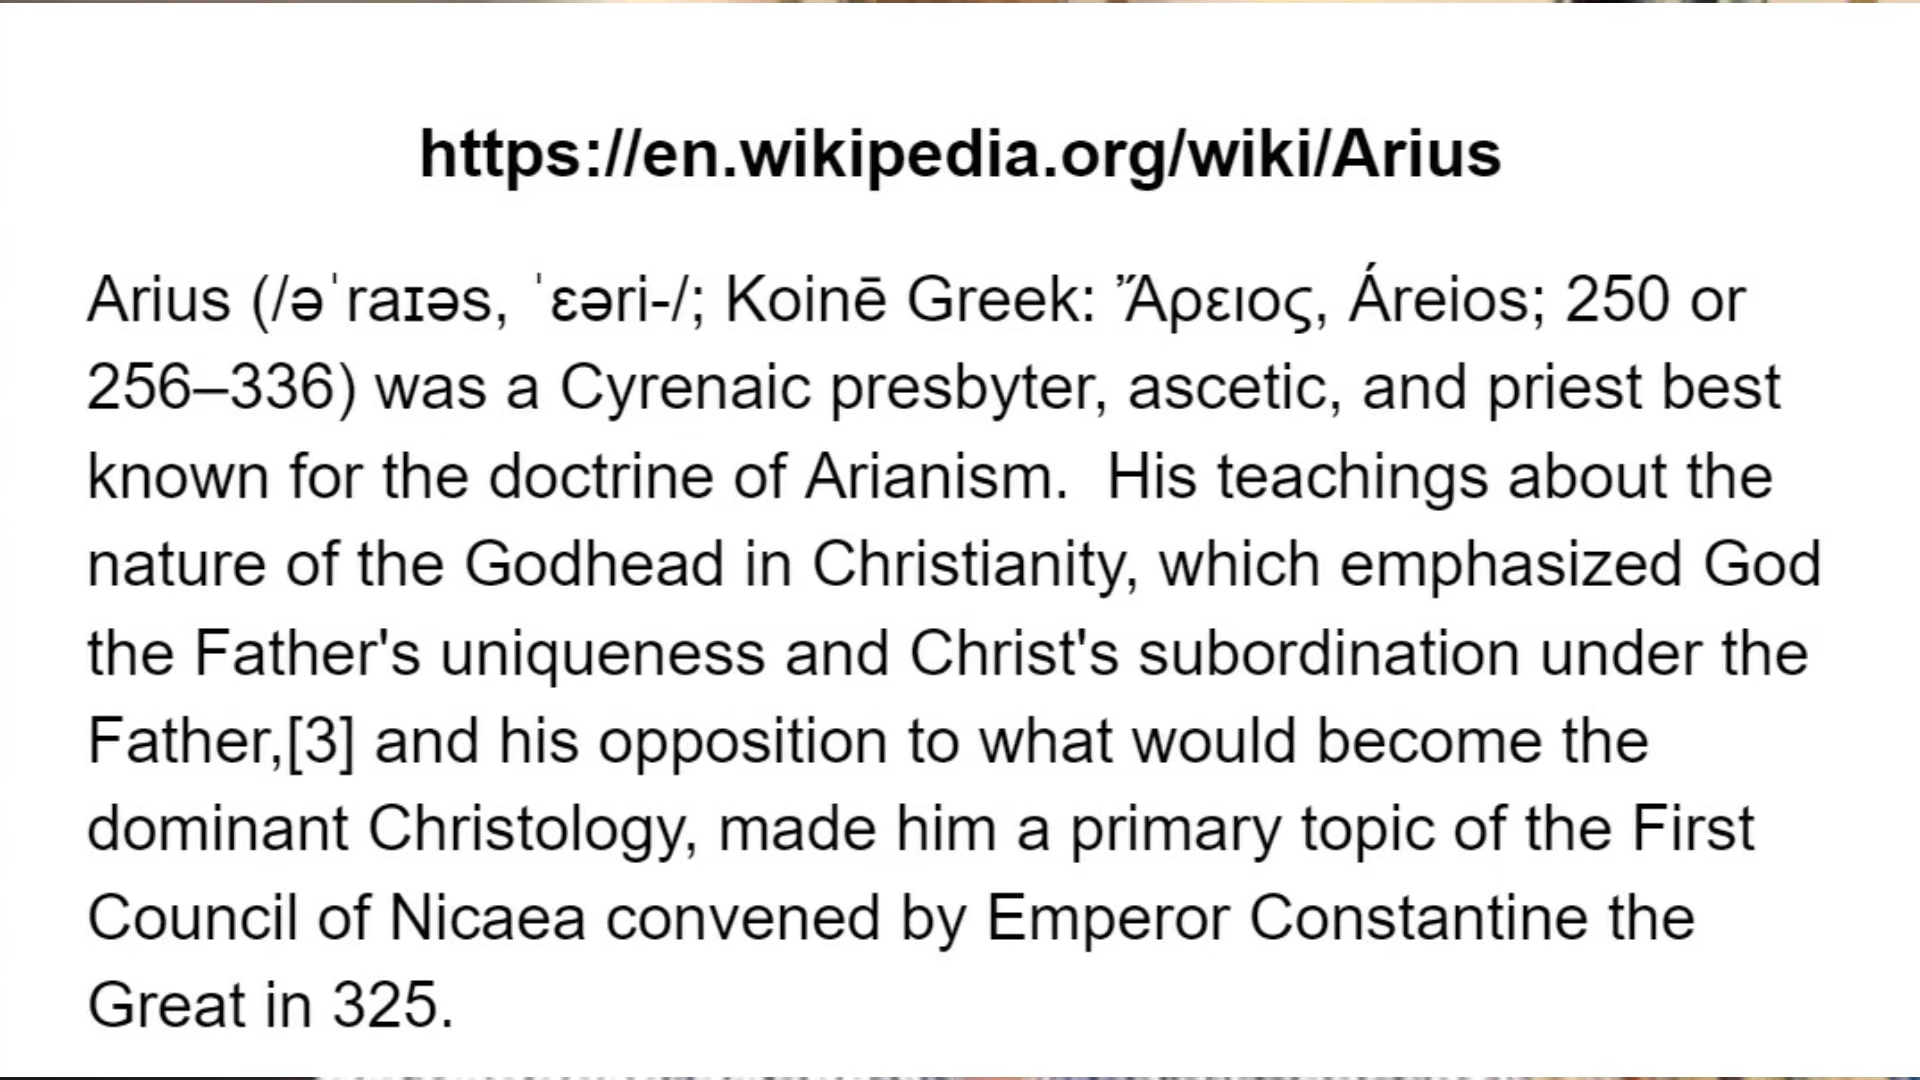 https://en.wikipedia.org/wiki/Arius
Arius (/əˈraɪəs, ˈɛəri-/; Koinē Greek: Ἄρειος, Áreios; 250 or
256–336) was a Cyrenaic presbyter, ascetic, and priest best
known for the doctrine of Arianism.  His teachings about the
nature of the Godhead in Christianity, which emphasized God
the Father's uniqueness and Christ's subordination under the
Father,[3] and his opposition to what would become the
dominant Christology, made him a primary topic of the First
Council of Nicaea convened by Emperor Constantine the
Great in 325.